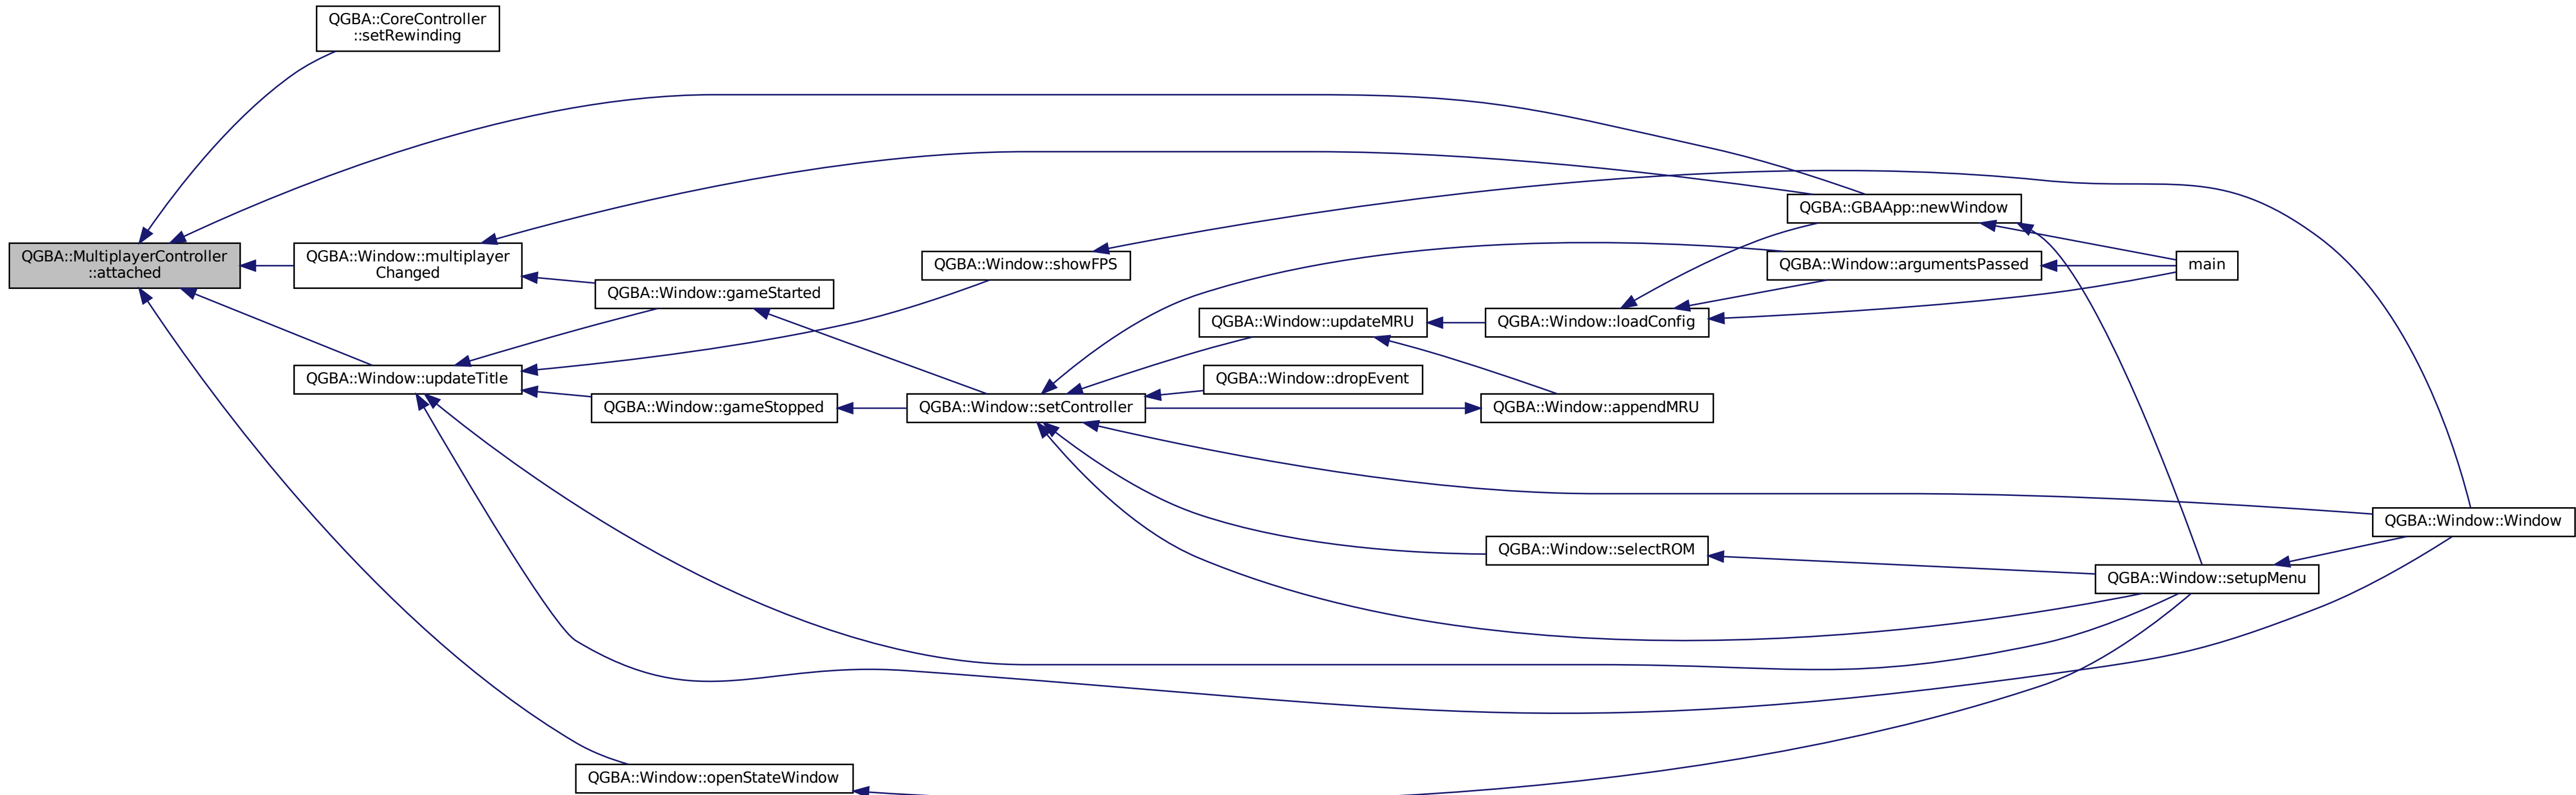 QGBA::CoreController
::setRewinding
QGBA::MultiplayerController
::attached
QGBA::Window::multiplayer
Changed
QGBA::Window::gameStarted
QGBA::Window::showFPS
QGBA::GBAApp::newWindow
QGBA::Window::argumentsPassed
main
QGBA::Window::updateMRU
QGBA::Window::loadConfig
QGBA::Window::updateTitle
QGBA::Window::gameStopped
QGBA::Window::setController
QGBA::Window::dropEvent
QGBA::Window::appendMRU
QGBA::Window::Window
QGBA::Window::selectROM
QGBA::Window::setupMenu
QGBA::Window::openStateWindow